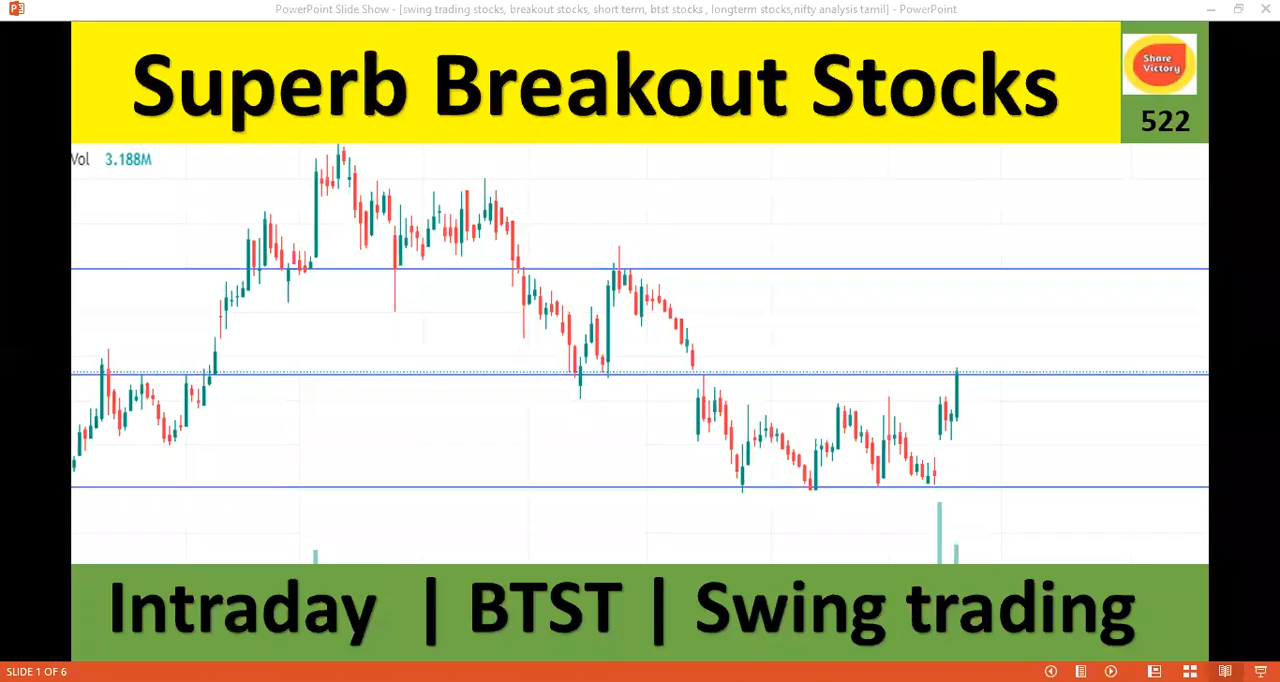 PowerPoint Slide Show - [swing trading stocks, breakout stocks, short term, btst stocks , longterm stocks,nifty analysis tamil] - PowerPoint
Superb Breakout Stocks
Share
Victory
522
Vol 3.188M
Intraday | BTST | Swing trading
SLIDE 1 OF 6